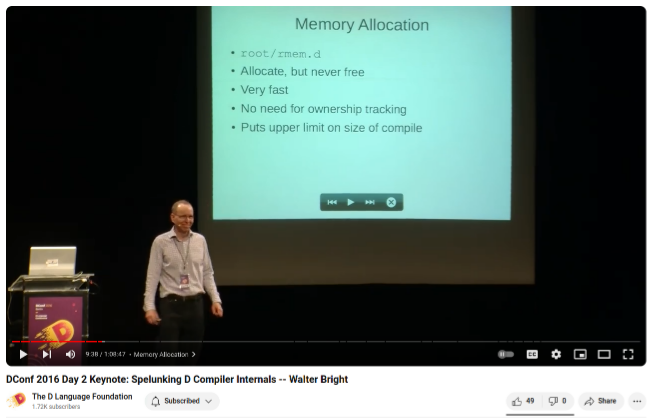 Memory Allocation
• root/rmem.d
• Allocate, but never free
• Very fast
• No need for ownership tracking
• Puts upper limit on size of compile
9:38 / 1:08:47 • Memory Allocation
CC
DConf 2016 Day 2 Keynote: Spelunking D Compiler Internals -- Walter Bright
The D Language Foundation
1.72K subscribers
Subscribed
49
0
Share